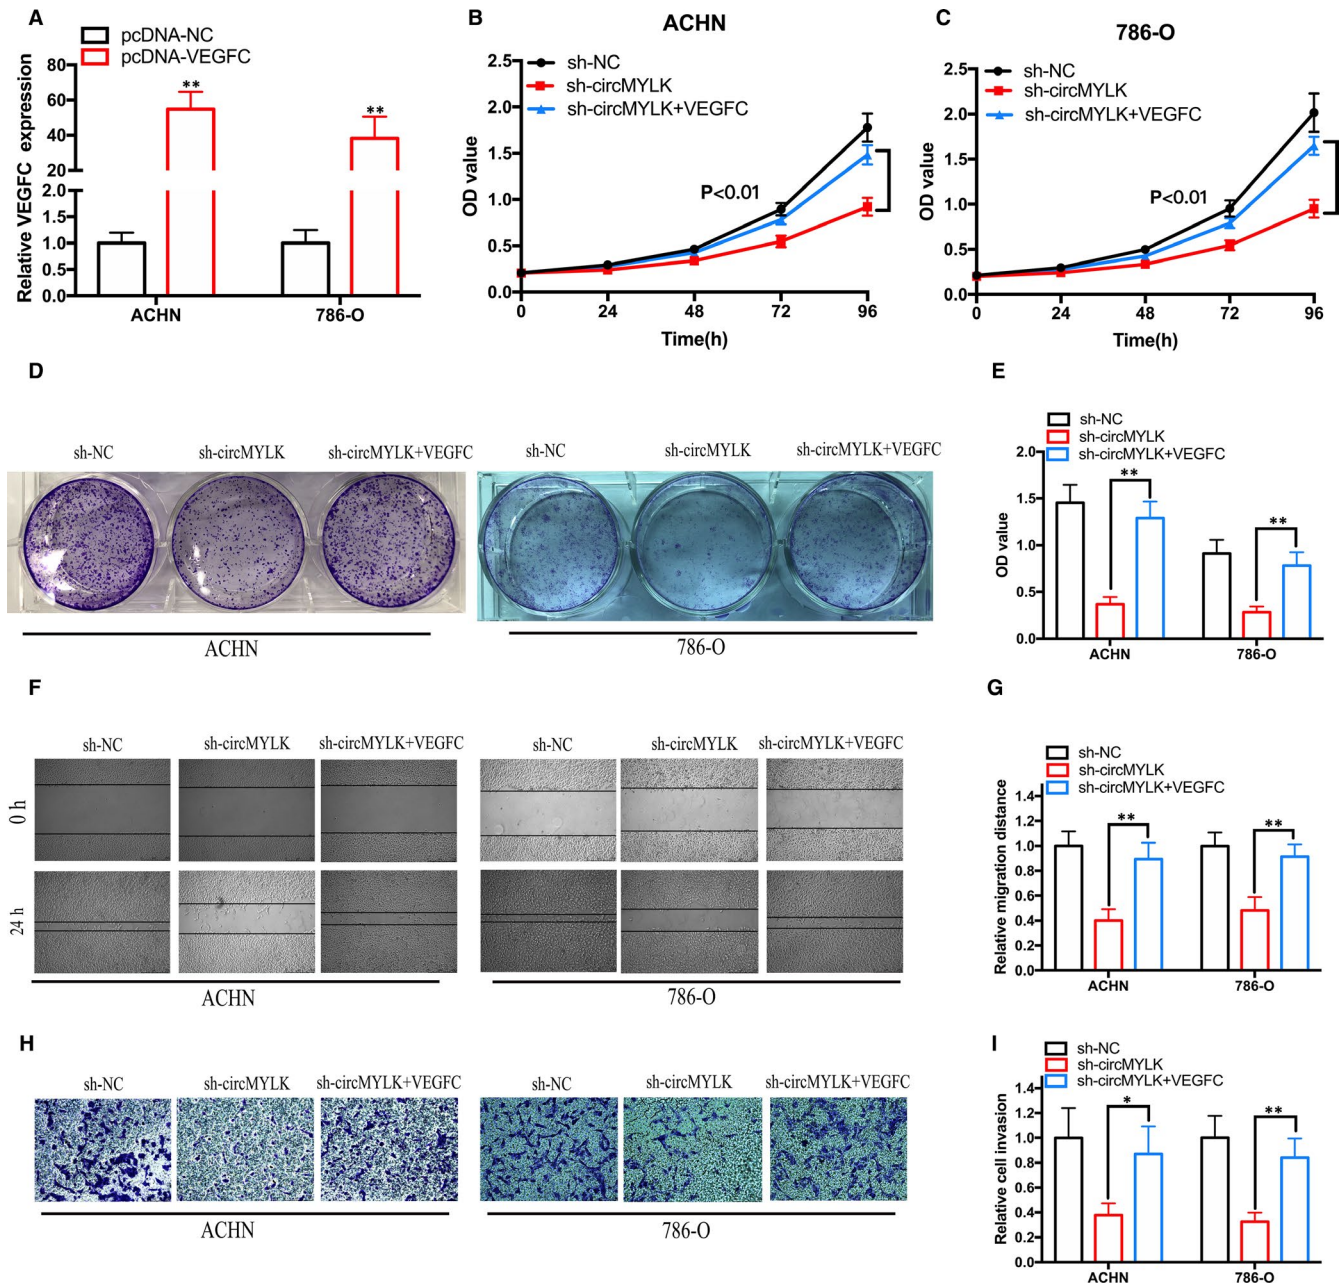 A
pcDNA-NC
pcDNA-VEGFC
Relative VEGFC expression
80
60
40
20
2.0
1.5
1.0
0.5
0.0
**
**
ACHN
786-O
B
ACHN
sh-NC
sh-circMYLK
sh-circMYLK+VEGFC
OD value
2.5
2.0
1.5
1.0
0.5
0.0
P<0.01
0 24 48 72 96
Time(h)
C
786-O
sh-NC
sh-circMYLK
sh-circMYLK+VEGFC
OD value
2.5
2.0
1.5
1.0
0.5
0.0
P<0.01
0 24 48 72 96
Time(h)
D
sh-NC sh-circMYLK sh-circMYLK+VEGFC sh-NC sh-circMYLK sh-circMYLK+VEGFC
ACHN 786-O
E
sh-NC
sh-circMYLK
sh-circMYLK+VEGFC
OD value
2.0
1.5
1.0
0.5
0.0
**
**
ACHN 786-O
F
sh-NC sh-circMYLK sh-circMYLK+VEGFC sh-NC sh-circMYLK sh-circMYLK+VEGFC
0 h
24 h
ACHN 786-O
G
sh-NC
sh-circMYLK
sh-circMYLK+VEGFC
Relative migration distance
1.4
1.2
1.0
0.8
0.6
0.4
0.2
0.0
**
**
ACHN 786-O
H
sh-NC sh-circMYLK sh-circMYLK+VEGFC sh-NC sh-circMYLK sh-circMYLK+VEGFC
ACHN 786-O
I
sh-NC
sh-circMYLK
sh-circMYLK+VEGFC
Relative cell invasion
1.4
1.2
1.0
0.8
0.6
0.4
0.2
0.0
*
**
ACHN 786-O